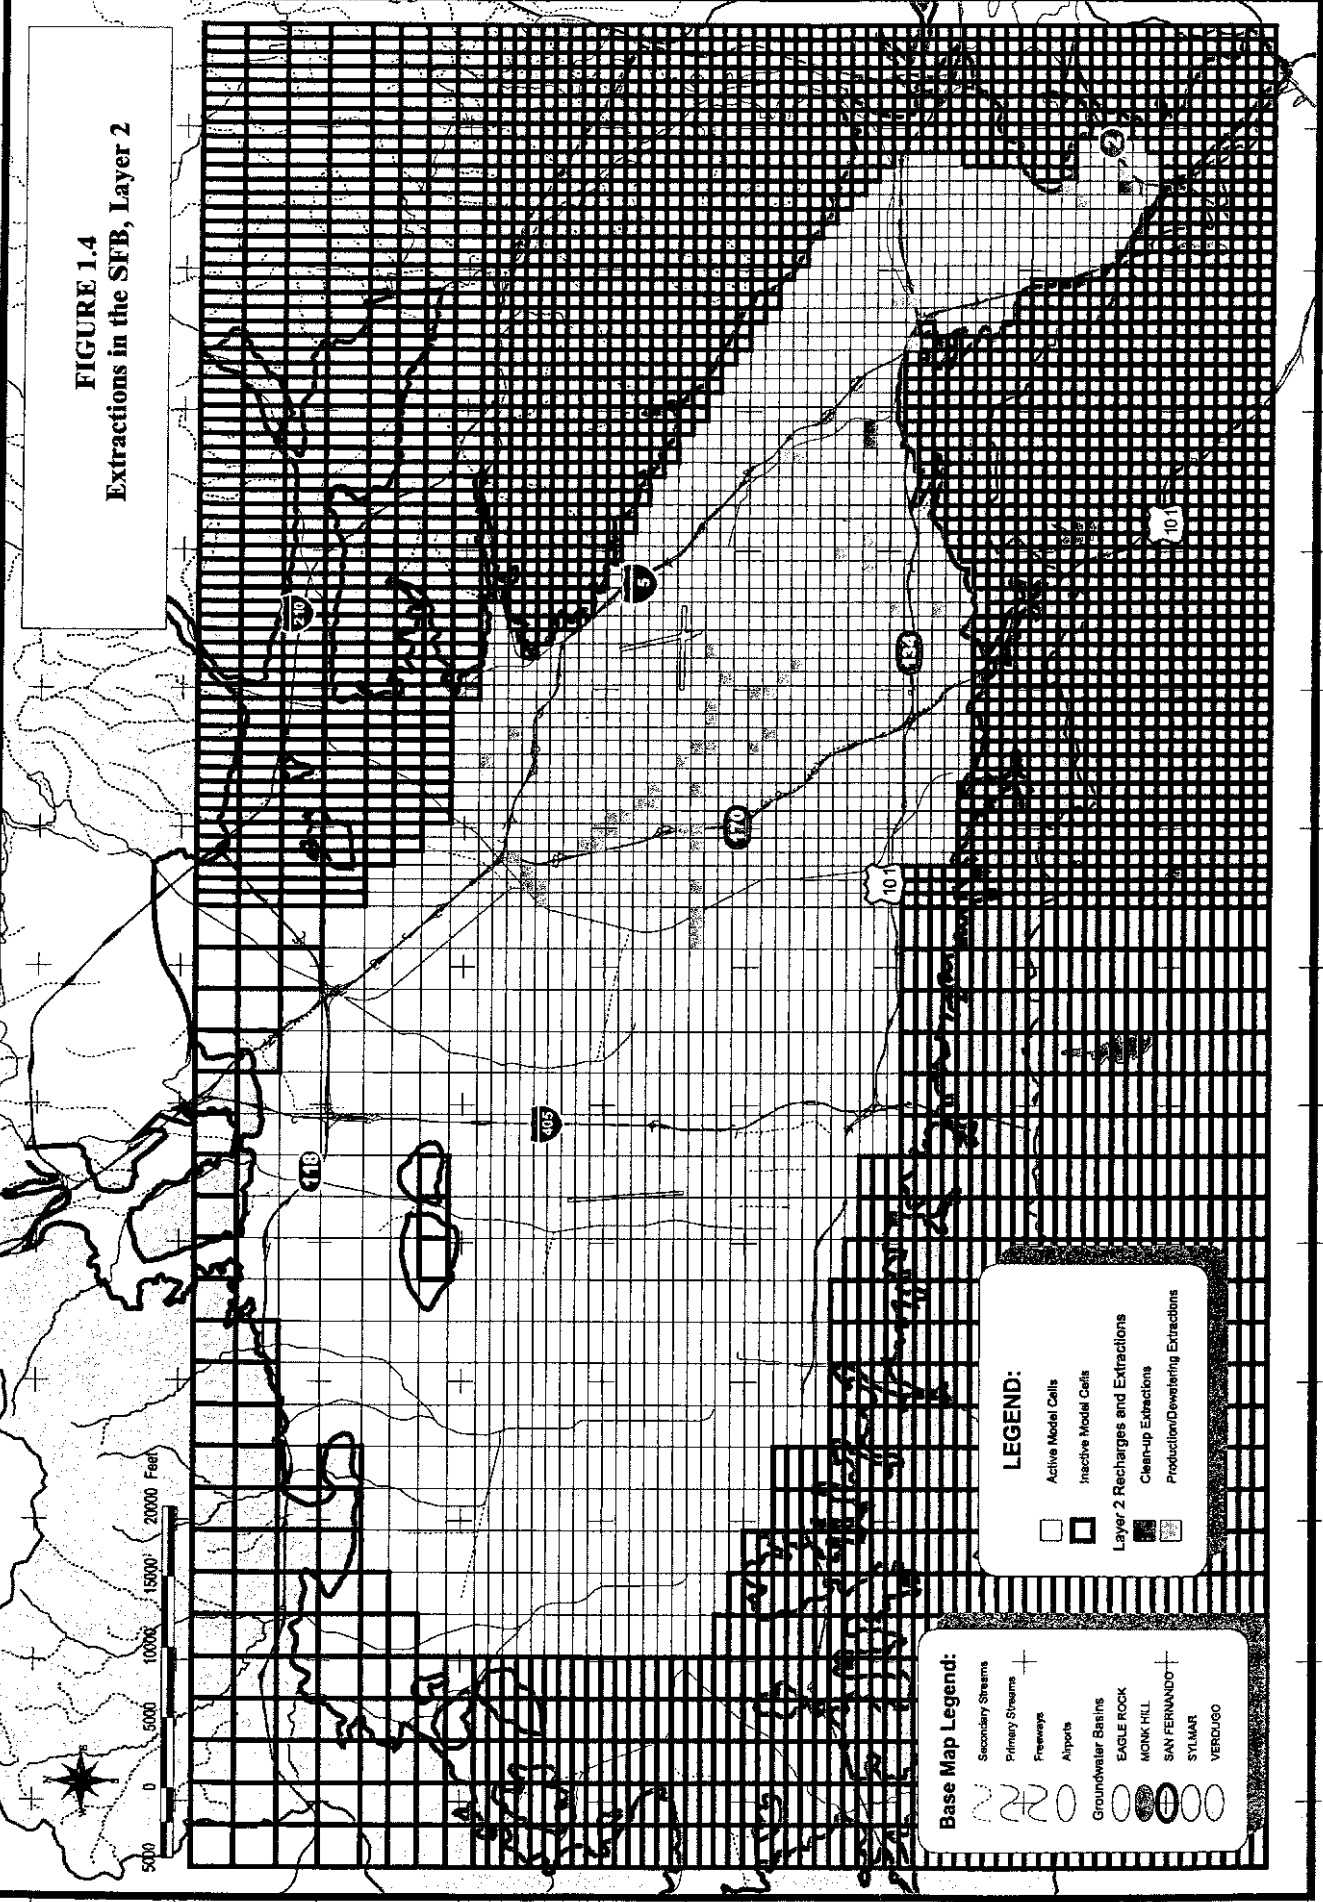 FIGURE 1.4
Extractions in the SFB, Layer 2
5000 0 5000 10000 15000 20000 Feet
210
5
118
405
170
134
101
101
2
LEGEND:
Active Model Cells
Inactive Model Cells
Layer 2 Recharges and Extractions
Clean-up Extractions
Production/Dewatering Extractions
Base Map Legend:
Secondary Streams
Primary Streams
Freeways
Airports
Groundwater Basins
EAGLE ROCK
MONK HILL
SAN FERNANDO
SYLMAR
VERDUGO